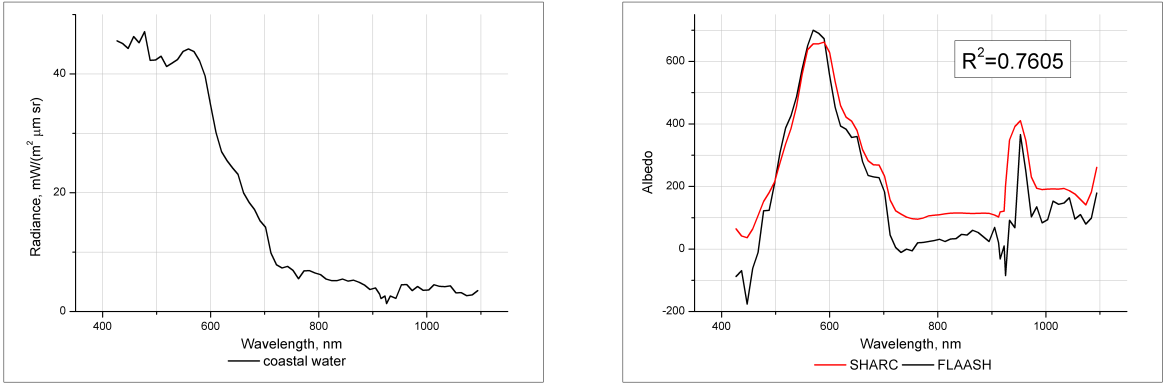 40
20
0
400
600
800
1000
Radiance, mW/(m² μm sr)
Wavelength, nm
coastal water
600
400
200
0
-200
400
600
800
1000
Albedo
R²=0.7605
Wavelength, nm
SHARC FLAASH